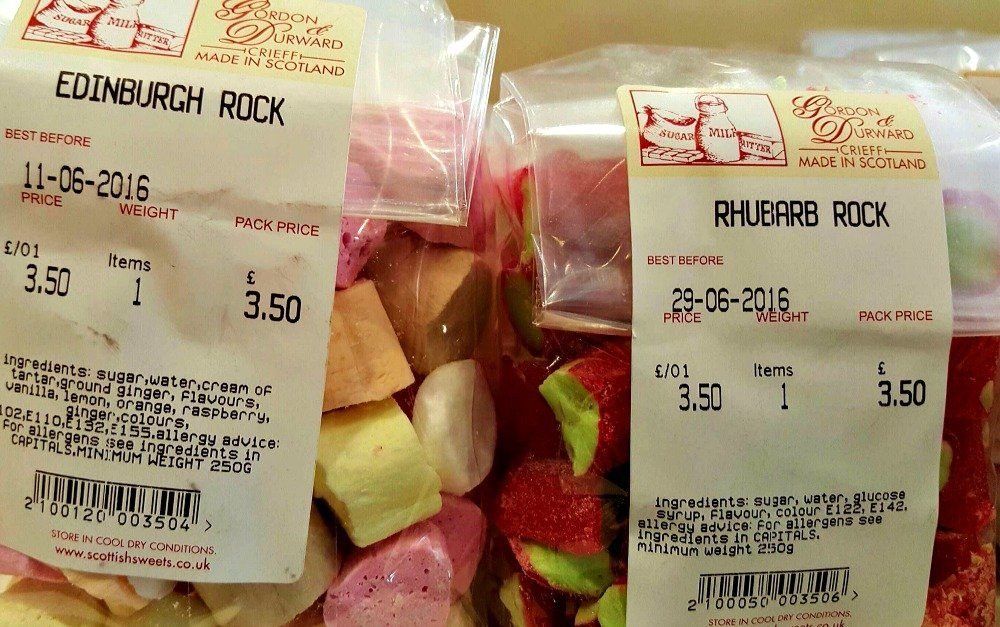 SUGAR MILK BITTER
GORDON
&
DURWARD
CRIEFF
MADE IN SCOTLAND
EDINBURGH ROCK
BEST BEFORE
11-06-2016
PRICE WEIGHT PACK PRICE
£/01 Items £
3.50 1 3.50
ingredients: sugar,water,cream of
tartar,ground ginger, flavours,
vanilla, lemon, orange, raspberry,
ginger,colours,
102,E110,E132,E155.allergy advice:
For allergens see ingredients in
CAPITALS,MINIMUM WEIGHT 250G
2 100120 003504 >
STORE IN COOL DRY CONDITIONS.
www.scottishsweets.co.uk
SUGAR MILK BITTER
GORDON
&
DURWARD
CRIEFF
MADE IN SCOTLAND
RHUBARB ROCK
BEST BEFORE
29-06-2016
PRICE WEIGHT PACK PRICE
£/01 Items £
3.50 1 3.50
ingredients: sugar, water, glucose
syrup, flavour, colour E122, E142.
allergy advice: For allergens see
ingredients in CAPITALS.
minimum weight 250g
2 100050 003506 >
STORE IN COOL DRY CONDITIONS.